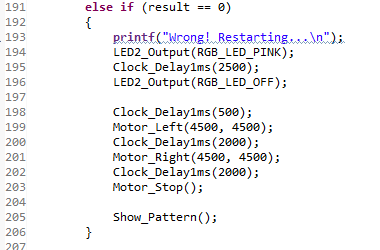 191 else if (result == 0)
192 {
193 printf("Wrong! Restarting...\n");
194 LED2_Output(RGB_LED_PINK);
195 Clock_Delay1ms(2500);
196 LED2_Output(RGB_LED_OFF);
197
198 Clock_Delay1ms(500);
199 Motor_Left(4500, 4500);
200 Clock_Delay1ms(2000);
201 Motor_Right(4500, 4500);
202 Clock_Delay1ms(2000);
203 Motor_Stop();
204
205 Show_Pattern();
206 }
207